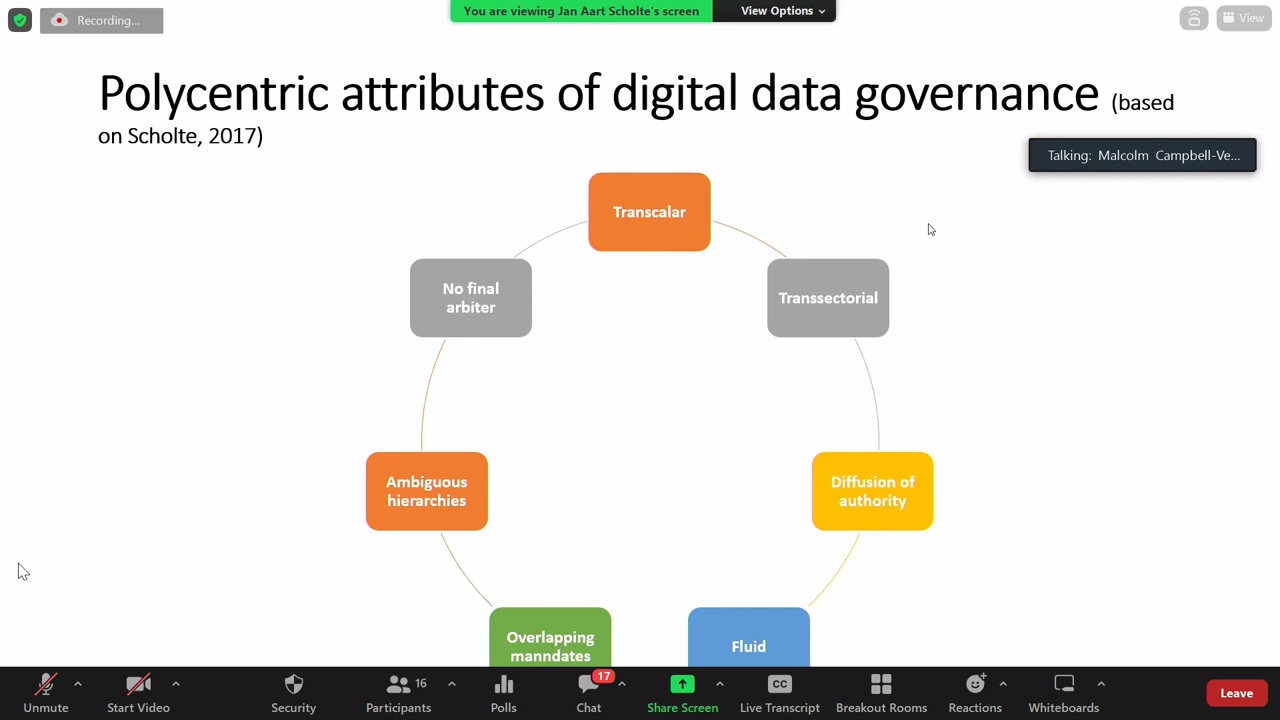 Recording...
You are viewing Jan Aart Scholte's screen
View Options
View
Polycentric attributes of digital data governance (based
on Scholte, 2017)
Talking: Malcolm Campbell-Ve...
Transcalar
No final
arbiter
Transsectorial
Ambiguous
hierarchies
Diffusion of
authority
Overlapping
manndates
Fluid
Unmute
Start Video
Security
16
Participants
Polls
17
Chat
Share Screen
CC
Live Transcript
Breakout Rooms
Reactions
Whiteboards
Leave